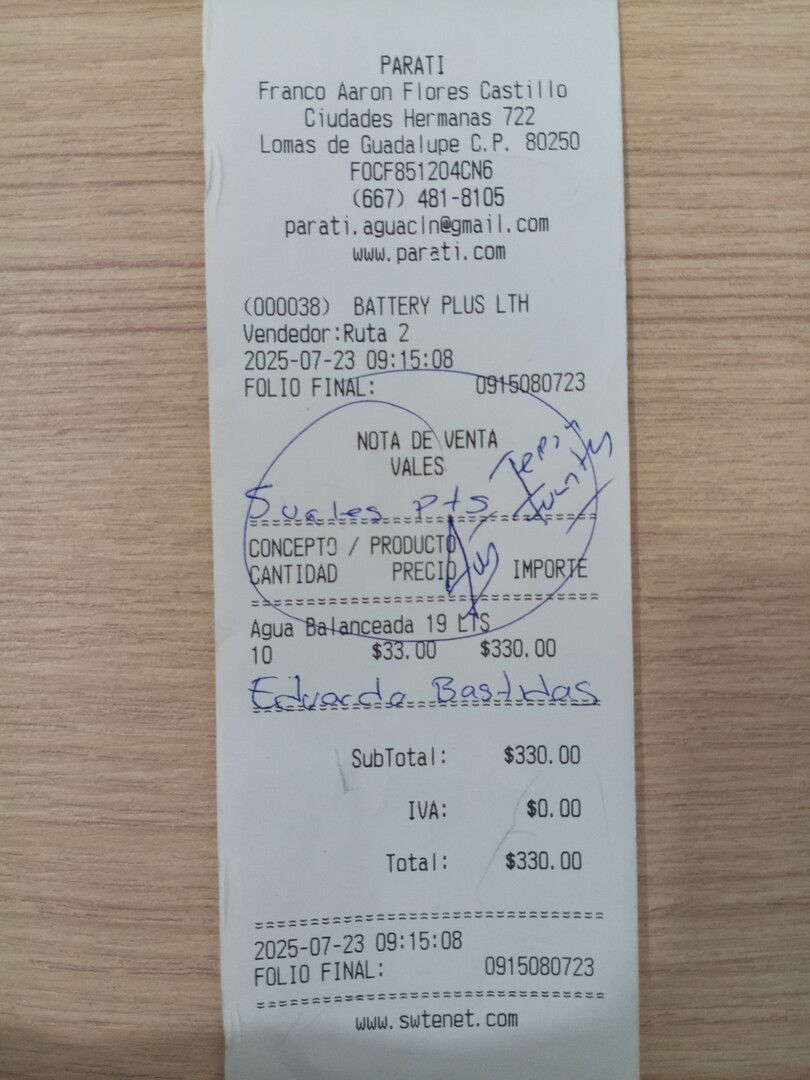 PARATI
Franco Aaron Flores Castillo
Ciudades Hermanas 722
Lomas de Guadalupe C.P. 80250
FOCF851204CN6
(667) 481-8105
parati.aguacln@gmail.com
www.parati.com
(000038) BATTERY PLUS LTH
Vendedor:Ruta 2
2025-07-23 09:15:08
FOLIO FINAL: 0915080723
NOTA DE VENTA
VALES
5 vales pts
CONCEPTO / PRODUCTO
CANTIDAD PRECIO IMPORTE
Agua Balanceada 19 LTS
10 $33.00 $330.00
Eduardo Bastidas
SubTotal: $330.00
IVA: $0.00
Total: $330.00
2025-07-23 09:15:08
FOLIO FINAL: 0915080723
www.swtenet.com